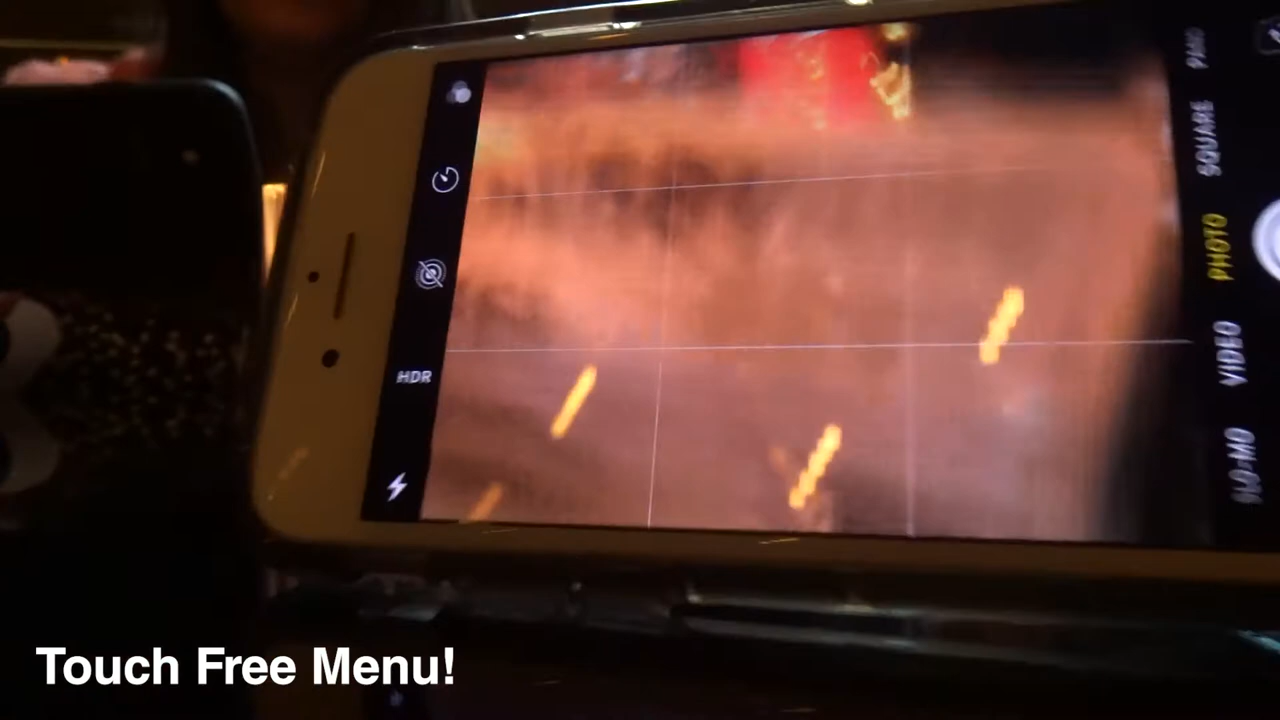 HDR
PANO
SQUARE
PHOTO
VIDEO
SLO-MO
Touch Free Menu!